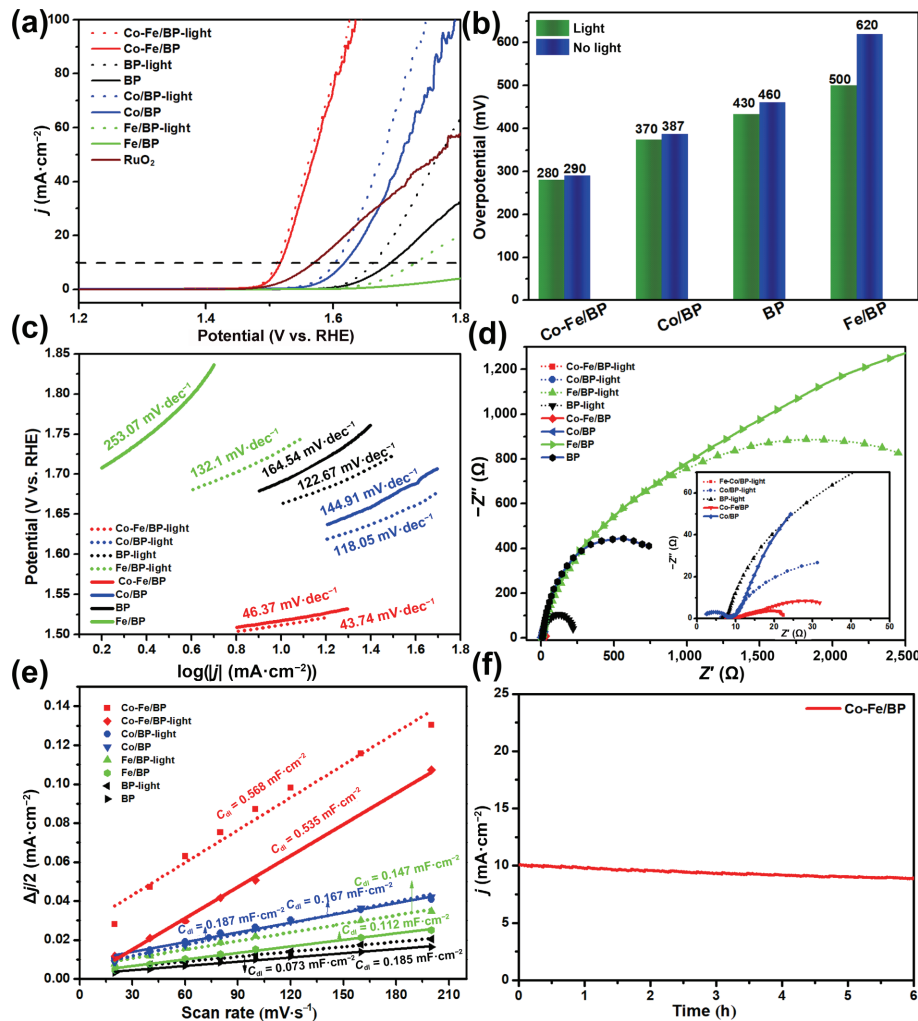 (a)
Co-Fe/BP-light
Co-Fe/BP
BP-light
BP
Co/BP-light
Co/BP
Fe/BP-light
Fe/BP
RuO₂
100
80
60
40
20
0
j (mA·cm⁻²)
1.2 1.4 1.6 1.8
Potential (V vs. RHE)
(b)
Light
No light
600
500
400
300
200
100
0
Overpotential (mV)
280 290
370 387
430 460
500 620
Co-Fe/BP Co/BP BP Fe/BP
(c)
1.85
1.80
1.75
1.70
1.65
1.60
1.55
1.50
Potential (V vs. RHE)
253.07 mV·dec⁻¹
132.1 mV·dec⁻¹
164.54 mV·dec⁻¹
122.67 mV·dec⁻¹
144.91 mV·dec⁻¹
118.05 mV·dec⁻¹
46.37 mV·dec⁻¹
43.74 mV·dec⁻¹
Co-Fe/BP-light
Co/BP-light
BP-light
Fe/BP-light
Co-Fe/BP
Co/BP
BP
Fe/BP
0.2 0.4 0.6 0.8 1.0 1.2 1.4 1.6 1.8
log(|j| (mA·cm⁻²))
(d)
Co-Fe/BP-light
Co/BP-light
Fe/BP-light
BP-light
Co-Fe/BP
Co/BP
Fe/BP
BP
1,200
1,000
800
600
400
200
0
−Z″ (Ω)
0 500 1,000 1,500 2,000 2,500
Z′ (Ω)
Fe-Co/BP-light
Co/BP-light
BP-light
Co-Fe/BP
Co/BP
60
40
20
0
−Z″ (Ω)
0 10 20 30 40 50
Z′ (Ω)
(e)
Co-Fe/BP
Co-Fe/BP-light
Co/BP-light
Co/BP
Fe/BP-light
Fe/BP
BP-light
BP
0.14
0.12
0.10
0.08
0.06
0.04
0.02
0.00
Δj/2 (mA·cm⁻²)
Cdl = 0.568 mF·cm⁻²
Cdl = 0.535 mF·cm⁻²
Cdl = 0.147 mF·cm⁻²
Cdl = 0.187 mF·cm⁻²
Cdl = 0.167 mF·cm⁻²
Cdl = 0.112 mF·cm⁻²
Cdl = 0.073 mF·cm⁻²
Cdl = 0.185 mF·cm⁻²
0 30 60 90 120 150 180 210
Scan rate (mV·s⁻¹)
(f)
Co-Fe/BP
25
20
15
10
5
0
j (mA·cm⁻²)
0 1 2 3 4 5 6
Time (h)